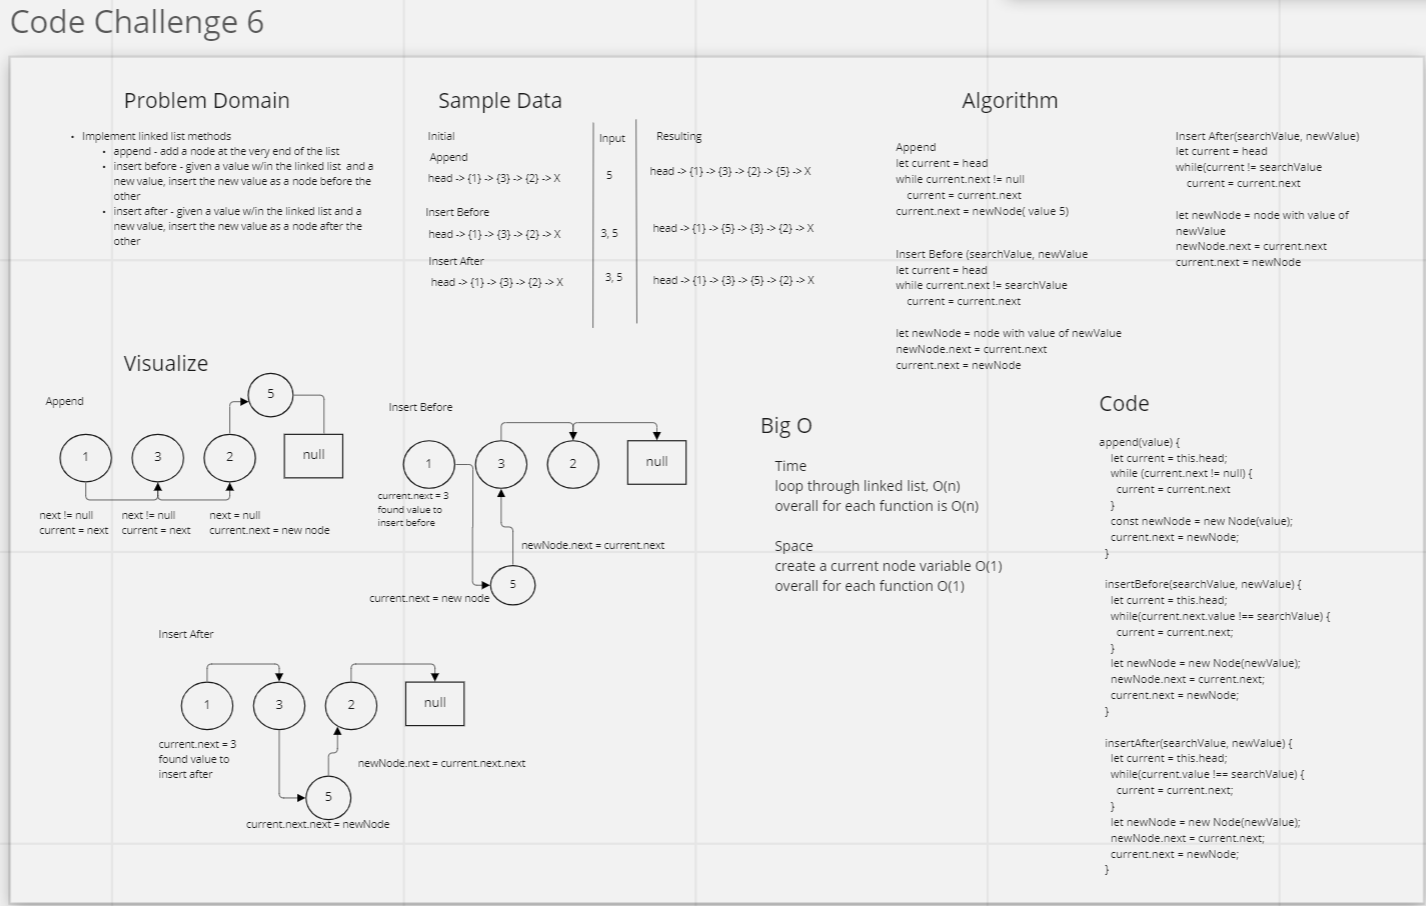 Code Challenge 6
Problem Domain
• Implement linked list methods
• append - add a node at the very end of the list
• insert before - given a value w/in the linked list and a
new value, insert the new value as a node before the
other
• insert after - given a value w/in the linked list and a
new value, insert the new value as a node after the
other
Sample Data
Initial
Input
Resulting
Append
head -> {1} -> {3} -> {2} -> X
5
head -> {1} -> {3} -> {2} -> {5} -> X
Insert Before
head -> {1} -> {3} -> {2} -> X
3, 5
head -> {1} -> {5} -> {3} -> {2} -> X
Insert After
head -> {1} -> {3} -> {2} -> X
3, 5
head -> {1} -> {3} -> {5} -> {2} -> X
Algorithm
Append
let current = head
while current.next != null
current = current.next
current.next = newNode( value 5)
Insert Before (searchValue, newValue
let current = head
while current.next != searchValue
current = current.next
let newNode = node with value of newValue
newNode.next = current.next
current.next = newNode
Insert After(searchValue, newValue)
let current = head
while(current != searchValue
current = current.next
let newNode = node with value of
newValue
newNode.next = current.next
current.next = newNode
Visualize
Append
5
1
3
2
null
next != null
current = next
next != null
current = next
next = null
current.next = new node
Insert Before
1
3
2
null
current.next = 3
found value to
insert before
newNode.next = current.next
5
current.next = new node
Insert After
1
3
2
null
current.next = 3
found value to
insert after
newNode.next = current.next.next
5
current.next.next = newNode
Big O
Time
loop through linked list, O(n)
overall for each function is O(n)
Space
create a current node variable O(1)
overall for each function O(1)
Code
append(value) {
let current = this.head;
while (current.next != null) {
current = current.next
}
const newNode = new Node(value);
current.next = newNode;
}
insertBefore(searchValue, newValue) {
let current = this.head;
while(current.next.value !== searchValue) {
current = current.next;
}
let newNode = new Node(newValue);
newNode.next = current.next;
current.next = newNode;
}
insertAfter(searchValue, newValue) {
let current = this.head;
while(current.value !== searchValue) {
current = current.next;
}
let newNode = new Node(newValue);
newNode.next = current.next;
current.next = newNode;
}